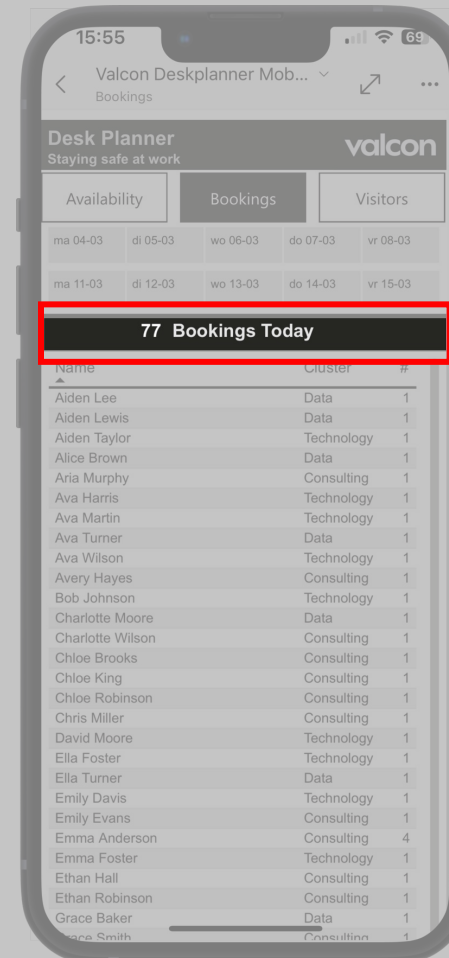 15:55 69
Valcon Deskplanner Mob...
Bookings
Desk Planner
Staying safe at work
valcon
Availability Bookings Visitors
ma 04-03 di 05-03 wo 06-03 do 07-03 vr 08-03
ma 11-03 di 12-03 wo 13-03 do 14-03 vr 15-03
77 Bookings Today
Name Cluster #
Aiden Lee Data 1
Aiden Lewis Data 1
Aiden Taylor Technology 1
Alice Brown Data 1
Aria Murphy Consulting 1
Ava Harris Technology 1
Ava Martin Technology 1
Ava Turner Data 1
Ava Wilson Technology 1
Avery Hayes Consulting 1
Bob Johnson Technology 1
Charlotte Moore Data 1
Charlotte Wilson Consulting 1
Chloe Brooks Consulting 1
Chloe King Consulting 1
Chloe Robinson Consulting 1
Chris Miller Consulting 1
David Moore Technology 1
Ella Foster Technology 1
Ella Turner Data 1
Emily Davis Technology 1
Emily Evans Consulting 1
Emma Anderson Consulting 4
Emma Foster Technology 1
Ethan Hall Consulting 1
Ethan Robinson Consulting 1
Grace Baker Data 1
Grace Smith Consulting 1